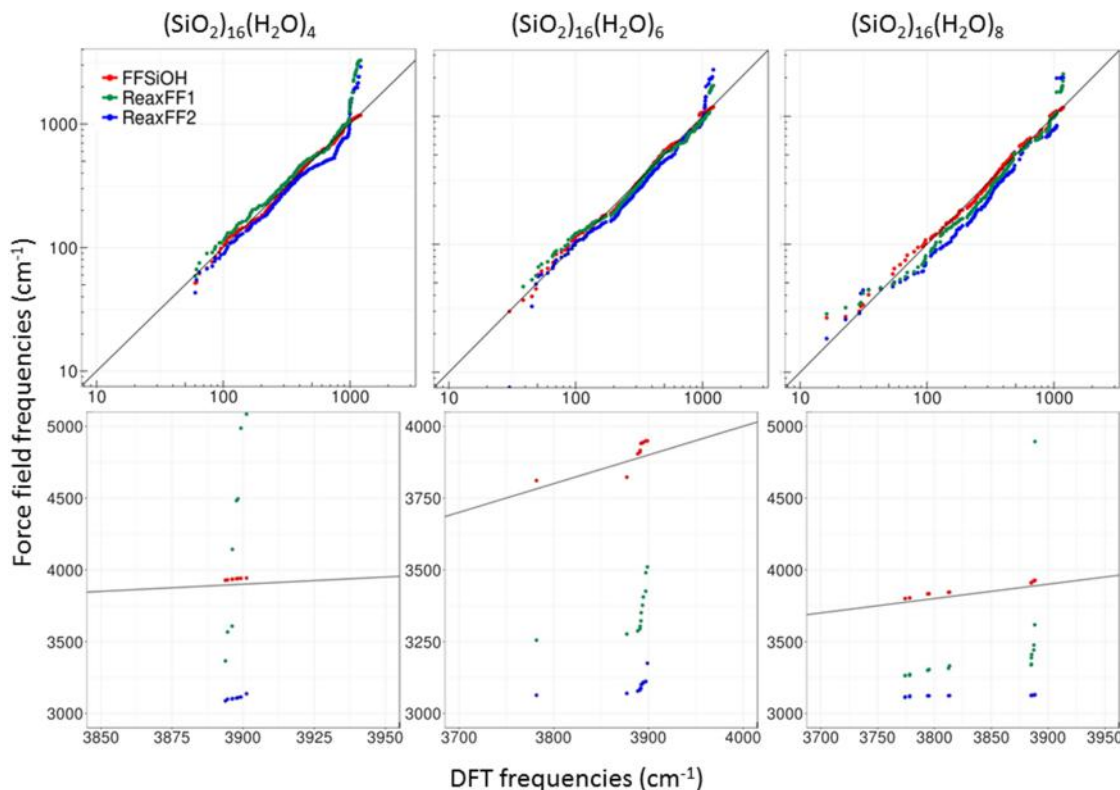 (SiO₂)₁₆(H₂O)₄ (SiO₂)₁₆(H₂O)₆ (SiO₂)₁₆(H₂O)₈
FFSiOH
ReaxFF1
ReaxFF2
1000
100
10
10 100 1000 10 100 1000 10 100 1000
Force field frequencies (cm⁻¹)
5000 4000 5000
4500 4500
3750
4000 4000
3500
3500 3500
3250
3000 3000 3000
3850 3875 3900 3925 3950 3700 3800 3900 4000 3700 3750 3800 3850 3900 3950
DFT frequencies (cm⁻¹)